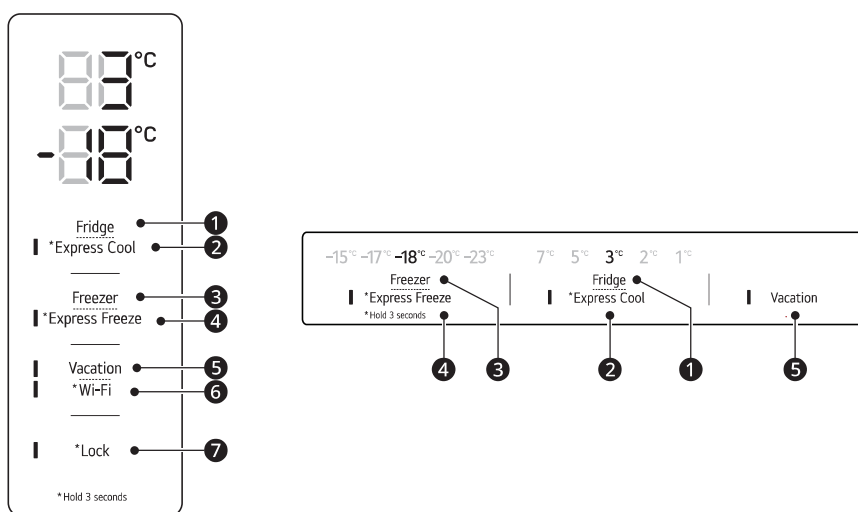 3°C
-18°C
Fridge
*Express Cool
Freezer
*Express Freeze
Vacation
*Wi-Fi
*Lock
*Hold 3 seconds
1
2
3
4
5
6
7
-15°C -17°C -18°C -20°C -23°C
Freezer
*Express Freeze
*Hold 3 seconds
7°C 5°C 3°C 2°C 1°C
Fridge
*Express Cool
Vacation
4 3 2 1 5